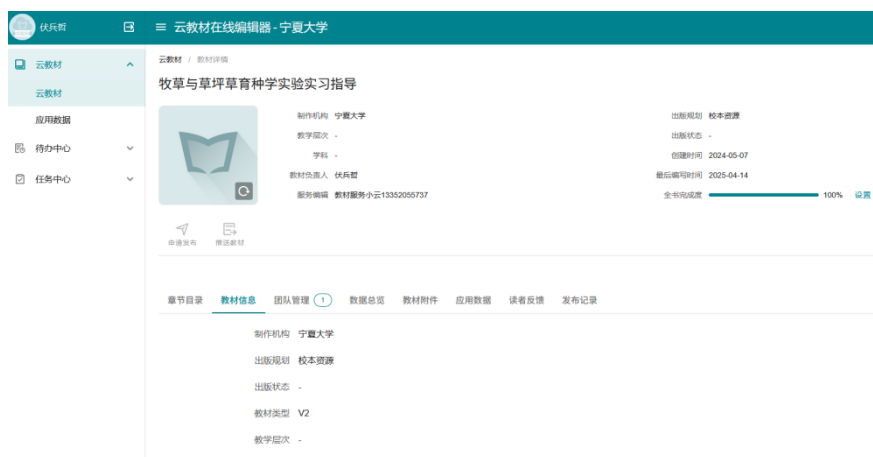 伏兵哲
云教材在线编辑器-宁夏大学
云教材
云教材
应用数据
待办中心
任务中心
云教材 / 教材详情
牧草与草坪草育种学实验实习指导
制作机构 宁夏大学 出版规划 校本资源
教学层次 - 出版状态 -
学科 - 创建时间 2024-05-07
教材负责人 伏兵哲 最后编写时间 2025-04-14
服务编辑 教材服务小云13352055737 全书完成度 100% 设置
申请发布 推送教材
章节目录 教材信息 团队管理 1 数据总览 教材附件 应用数据 读者反馈 发布记录
制作机构 宁夏大学
出版规划 校本资源
出版状态 -
教材类型 V2
教学层次 -